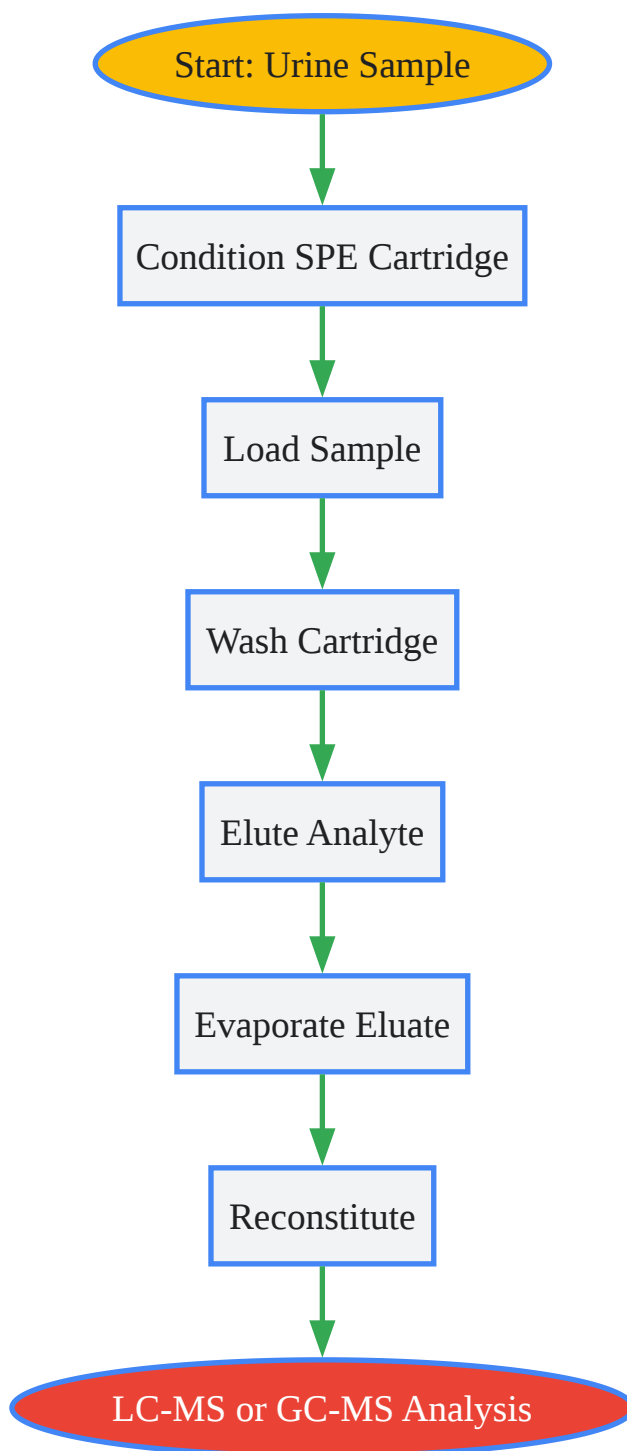 Start: Urine Sample
Condition SPE Cartridge
Load Sample
Wash Cartridge
Elute Analyte
Evaporate Eluate
Reconstitute
LC-MS or GC-MS Analysis